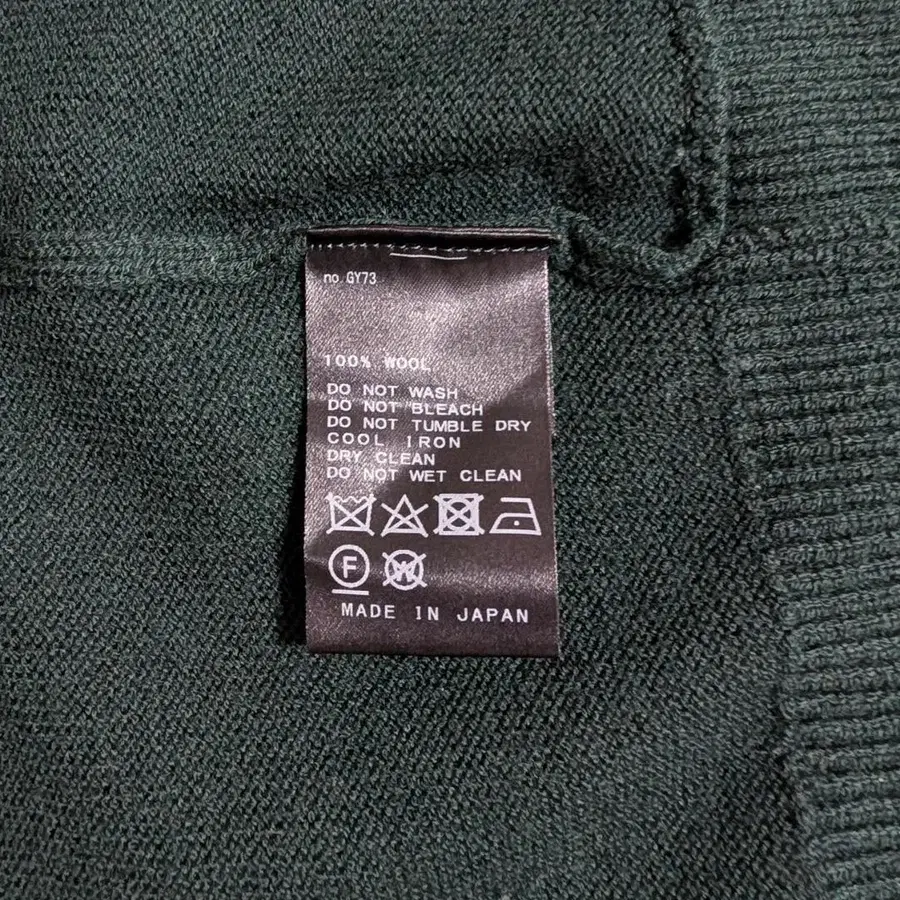 no.GY73
100% WOOL
DO NOT WASH
DO NOT BLEACH
DO NOT TUMBLE DRY
COOL IRON
DRY CLEAN
DO NOT WET CLEAN
F W
MADE IN JAPAN